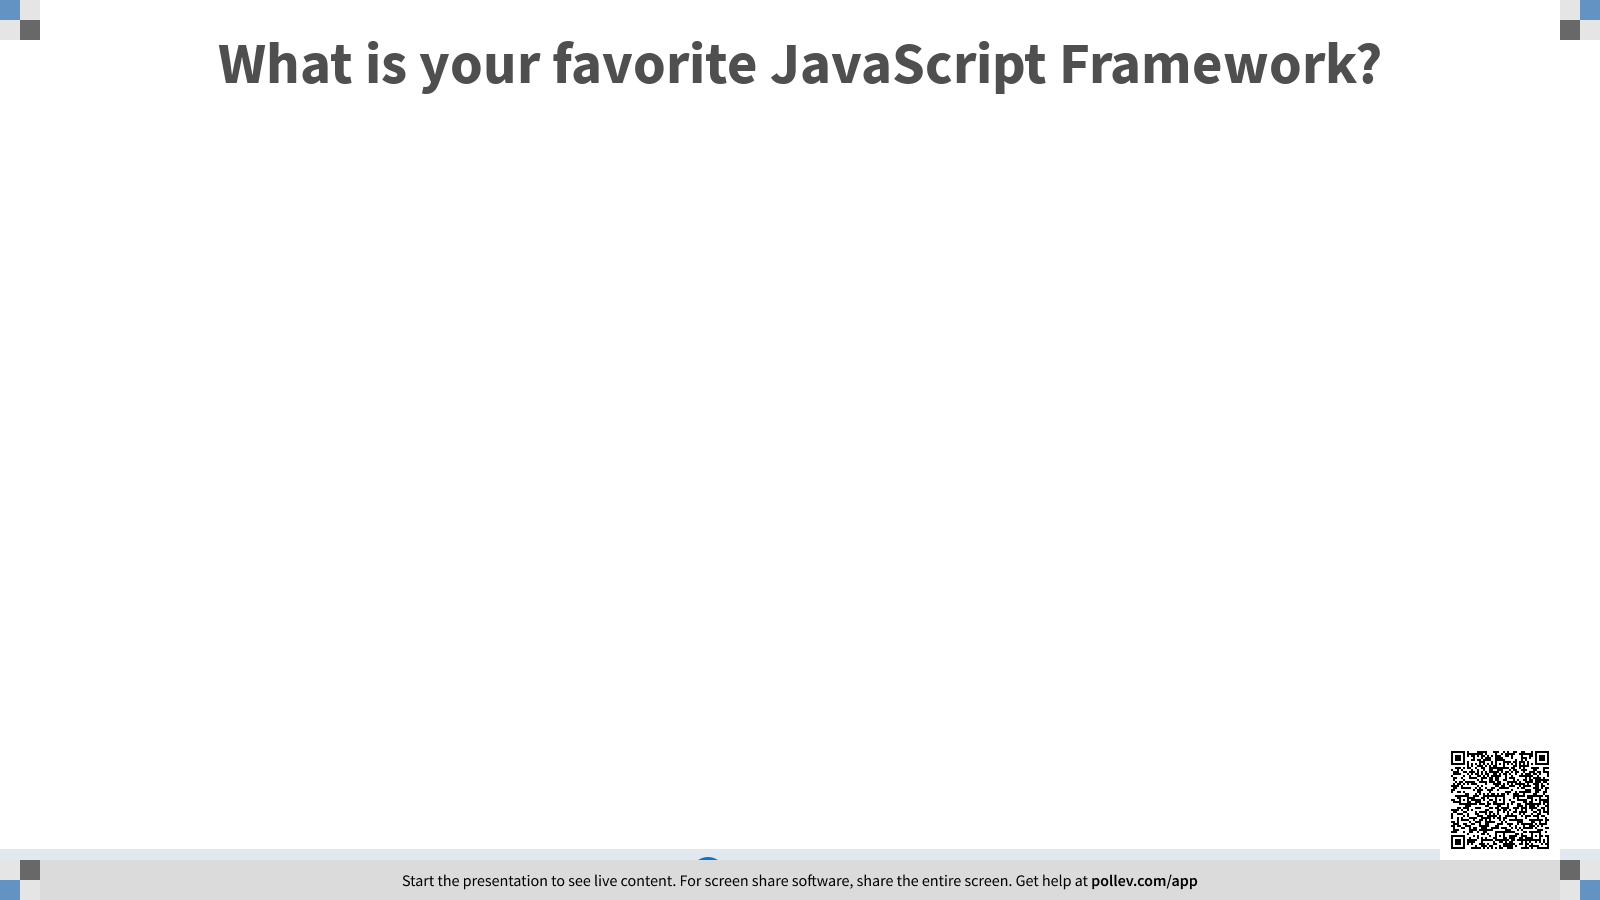 What is your favorite JavaScript Framework?
Start the presentation to see live content. For screen share software, share the entire screen. Get help at pollev.com/app